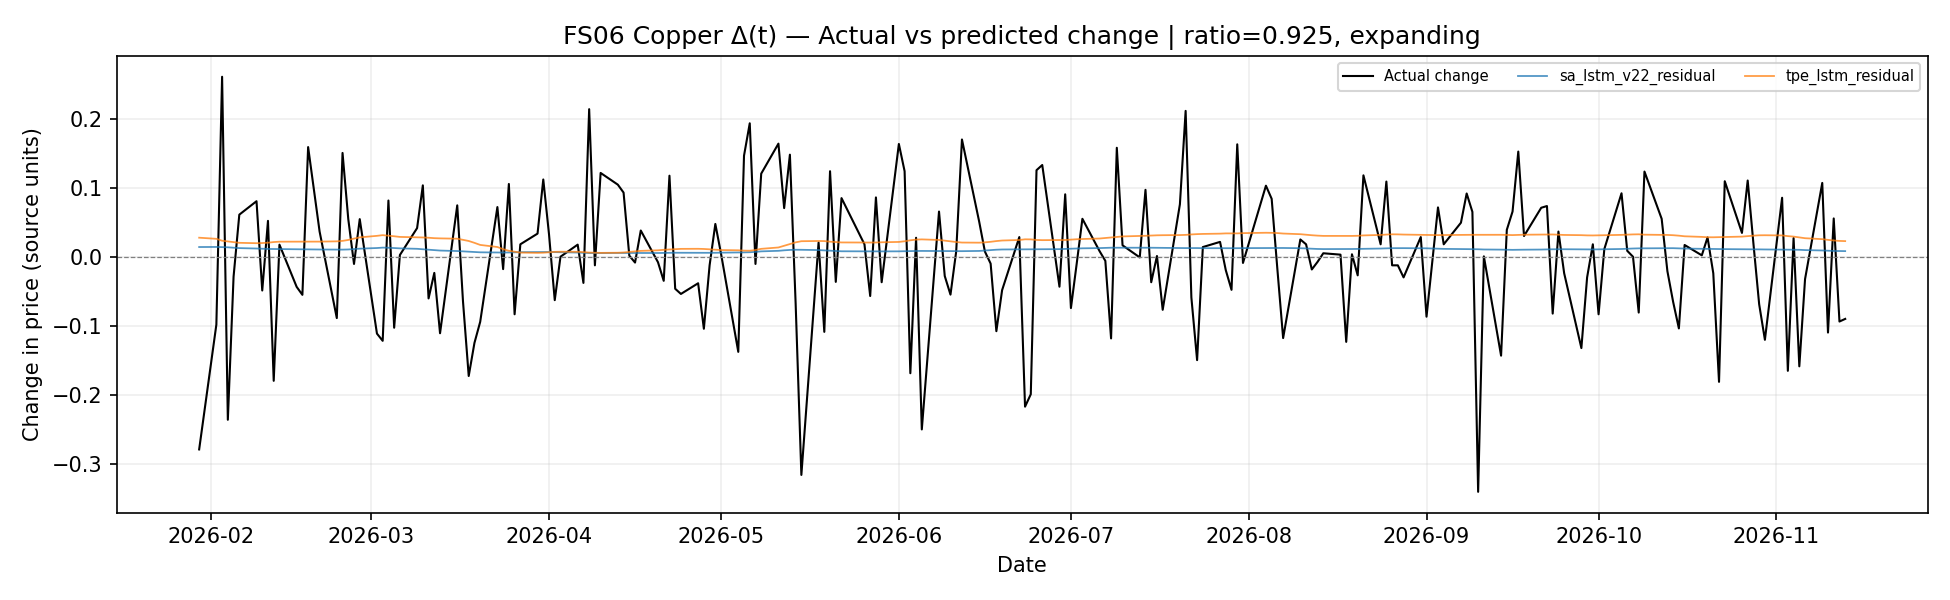 FS06 Copper Δ(t) — Actual vs predicted change | ratio=0.925, expanding
Actual change
sa_lstm_v22_residual
tpe_lstm_residual
Change in price (source units)
0.2
0.1
0.0
−0.1
−0.2
−0.3
2026-02
2026-03
2026-04
2026-05
2026-06
2026-07
2026-08
2026-09
2026-10
2026-11
Date